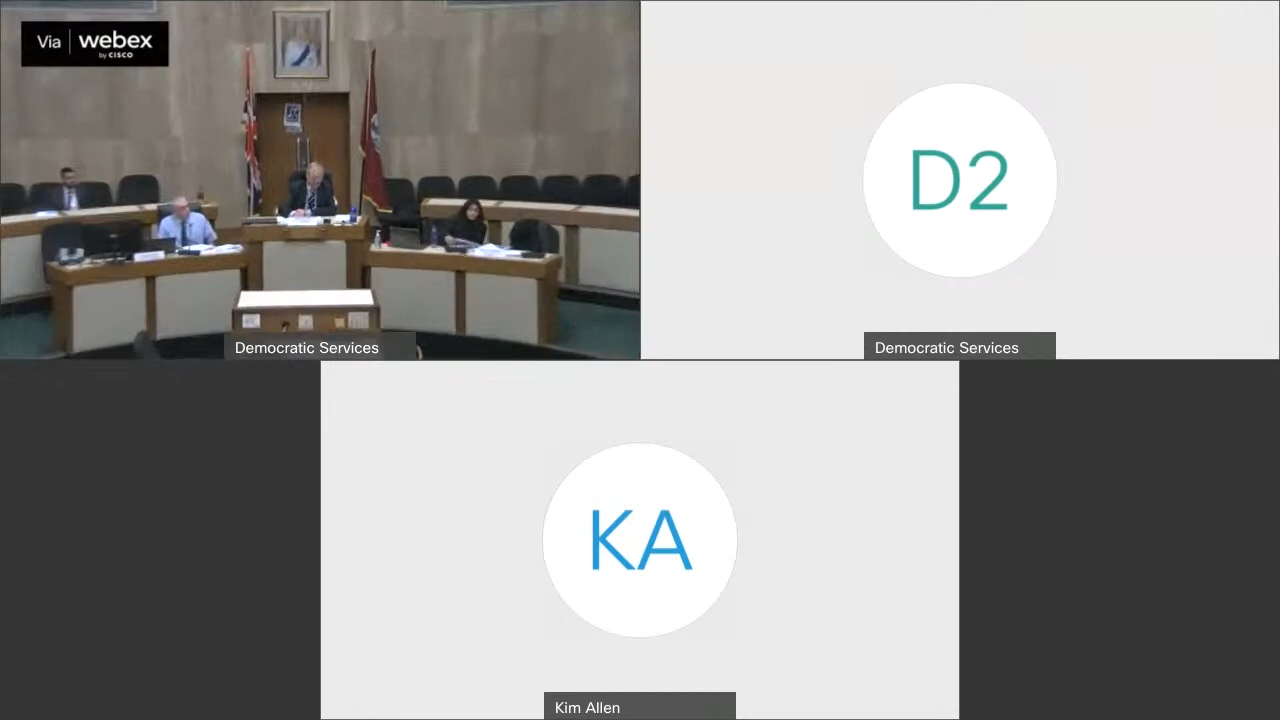 Via webex
by CISCO
Democratic Services
D2
Democratic Services
KA
Kim Allen